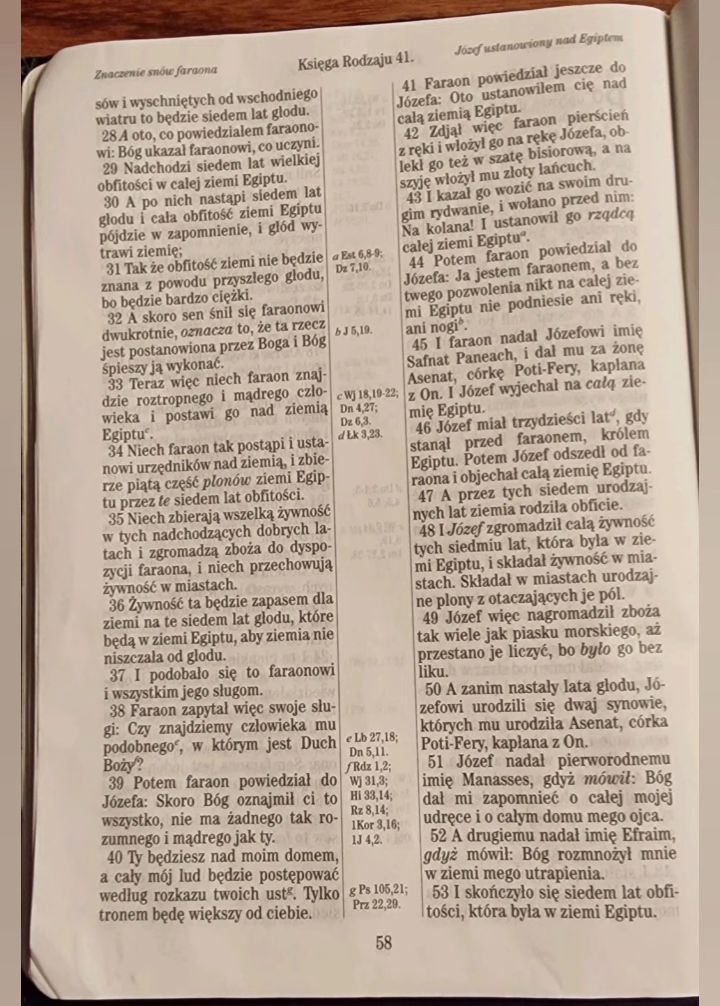 Znaczenie snów faraona
Księga Rodzaju 41.
Józef ustanowiony nad Egiptem
sów i wyschniętych od wschodniego
wiatru to będzie siedem lat głodu.
28 A oto, co powiedziałem faraono-
wi: Bóg ukazał faraonowi, co uczyni.
29 Nadchodzi siedem lat wielkiej
obfitości w całej ziemi Egiptu.
30 A po nich nastąpi siedem lat
głodu i cała obfitość ziemi Egiptu
pójdzie w zapomnienie, i głód wy-
trawi ziemię;
31 Tak że obfitość ziemi nie będzie
znana z powodu przyszłego głodu,
bo będzie bardzo ciężki.
32 A skoro sen śnił się faraonowi
dwukrotnie, oznacza to, że ta rzecz
jest postanowiona przez Boga i Bóg
śpieszy ją wykonać.
33 Teraz więc niech faraon znaj-
dzie roztropnego i mądrego czło-
wieka i postawi go nad ziemią
Egiptuᶜ.
34 Niech faraon tak postąpi i usta-
nowi urzędników nad ziemią, i zbie-
rze piątą część plonów ziemi Egip-
tu przez te siedem lat obfitości.
35 Niech zbierają wszelką żywność
w tych nadchodzących dobrych la-
tach i zgromadzą zboża do dyspo-
zycji faraona, i niech przechowują
żywność w miastach.
36 Żywność ta będzie zapasem dla
ziemi na te siedem lat głodu, które
będą w ziemi Egiptu, aby ziemia nie
niszczała od głodu.
37 I podobało się to faraonowi
i wszystkim jego sługom.
38 Faraon zapytał więc swoje słu-
gi: Czy znajdziemy człowieka mu
podobnegoᵉ, w którym jest Duch
Božyᶠ?
39 Potem faraon powiedział do
Józefa: Skoro Bóg oznajmił ci to
wszystko, nie ma żadnego tak ro-
zumnego i mądrego jak ty.
40 Ty będziesz nad moim domem,
a cały mój lud będzie postępować
według rozkazu twoich ustᵍ. Tylko
tronem będę większy od ciebie.
a Est 6,8-9;
Dz 7,10.
b J 5,19.
c Wj 18,19-22;
Dn 4,27;
Dz 6,3.
d Łk 3,23.
e Lb 27,18;
Dn 5,11.
f Rdz 1,2;
Wj 31,3;
Hi 33,14;
Rz 8,14;
1Kor 3,16;
1J 4,2.
g Ps 105,21;
Prz 22,29.
41 Faraon powiedział jeszcze do
Józefa: Oto ustanowiłem cię nad
całą ziemią Egiptu.
42 Zdjął więc faraon pierścień
z ręki i włożył go na rękę Józefa, ob-
lekł go też w szatę bisiorową, a na
szyję włożył mu złoty łańcuch.
43 I kazał go wozić na swoim dru-
gim rydwanie, i wołano przed nim:
Na kolana! I ustanowił go rządcą
całej ziemi Egiptuᵃ.
44 Potem faraon powiedział do
Józefa: Ja jestem faraonem, a bez
twego pozwolenia nikt na całej zie-
mi Egiptu nie podniesie ani ręki,
ani nogiᵇ.
45 I faraon nadał Józefowi imię
Safnat Paneach, i dał mu za żonę
Asenat, córkę Poti-Fery, kapłana
z On. I Józef wyjechał na całą zie-
mię Egiptu.
46 Józef miał trzydzieści latᵈ, gdy
stanął przed faraonem, królem
Egiptu. Potem Józef odszedł od fa-
raona i objechał całą ziemię Egiptu.
47 A przez tych siedem urodzaj-
nych lat ziemia rodziła obficie.
48 I Józef zgromadził całą żywność
tych siedmiu lat, która była w zie-
mi Egiptu, i składał żywność w mia-
stach. Składał w miastach urodzaj-
ne plony z otaczających je pól.
49 Józef więc nagromadził zboża
tak wiele jak piasku morskiego, aż
przestano je liczyć, bo było go bez
liku.
50 A zanim nastały lata głodu, Jó-
zefowi urodzili się dwaj synowie,
których mu urodziła Asenat, córka
Poti-Fery, kapłana z On.
51 Józef nadał pierworodnemu
imię Manasses, gdyż mówił: Bóg
dał mi zapomnieć o całej mojej
udręce i o całym domu mego ojca.
52 A drugiemu nadał imię Efraim,
gdyż mówił: Bóg rozmnożył mnie
w ziemi mego utrapienia.
53 I skończyło się siedem lat obfi-
tości, która była w ziemi Egiptu.
58